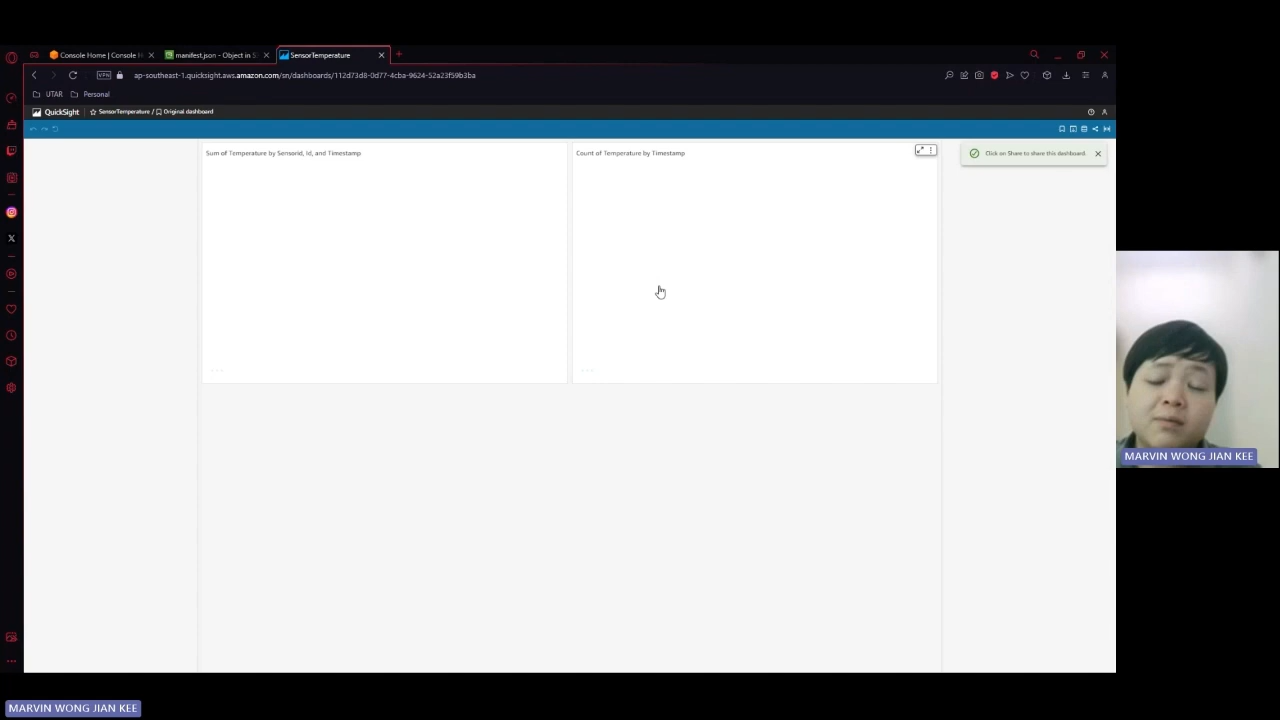 Console Home | Console H
manifest.json - Object in S
SensorTemperature
VPN
ap-southeast-1.quicksight.aws.amazon.com/sn/dashboards/112d73d8-0d77-4cba-9624-52a23f59b3ba
UTAR
Personal
QuickSight
SensorTemperature / Original dashboard
Sum of Temperature by Sensorid, Id, and Timestamp
Count of Temperature by Timestamp
Click on Share to share this dashboard.
MARVIN WONG JIAN KEE
MARVIN WONG JIAN KEE